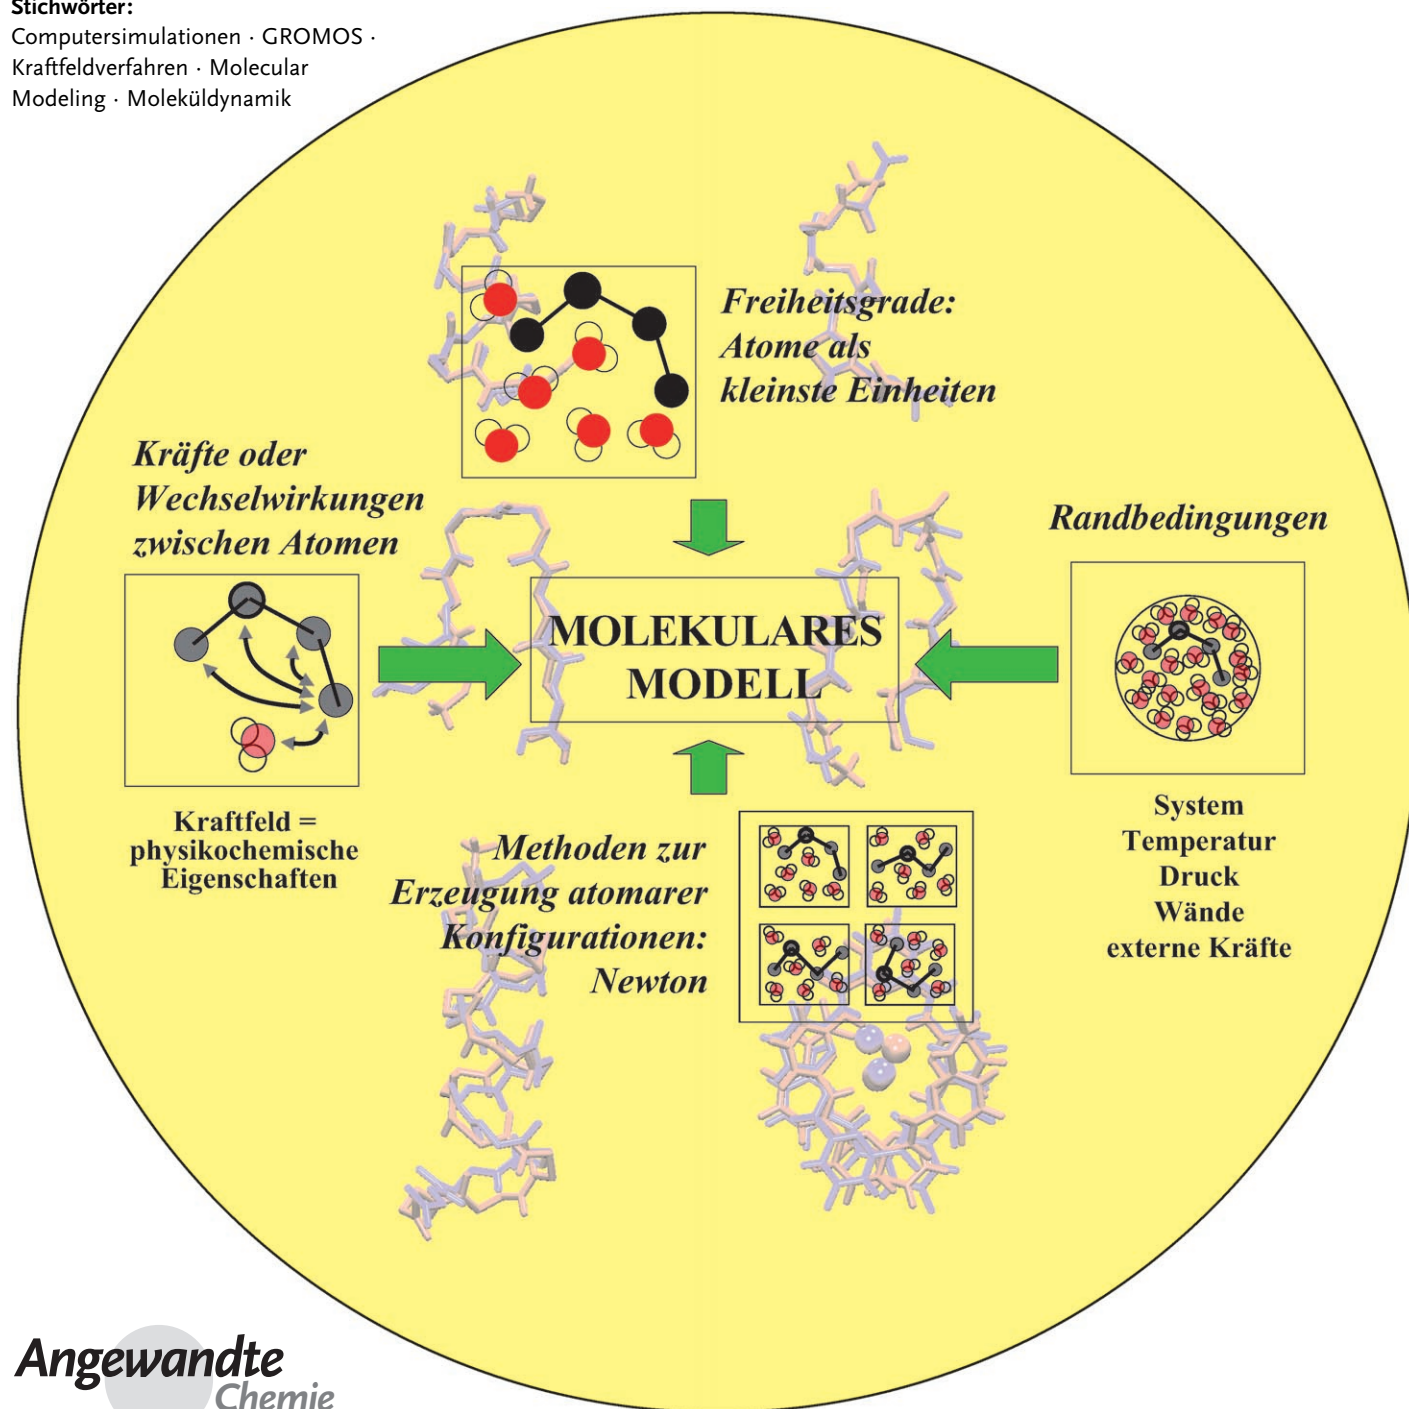 Stichwörter:
Computersimulationen · GROMOS ·
Kraftfeldverfahren · Molecular
Modeling · Moleküldynamik
Freiheitsgrade:
Atome als
kleinste Einheiten
Kräfte oder
Wechselwirkungen
zwischen Atomen
Randbedingungen
MOLEKULARES
MODELL
Kraftfeld =
physikochemische
Eigenschaften
System
Temperatur
Druck
Wände
externe Kräfte
Methoden zur
Erzeugung atomarer
Konfigurationen:
Newton
Angewandte
Chemie